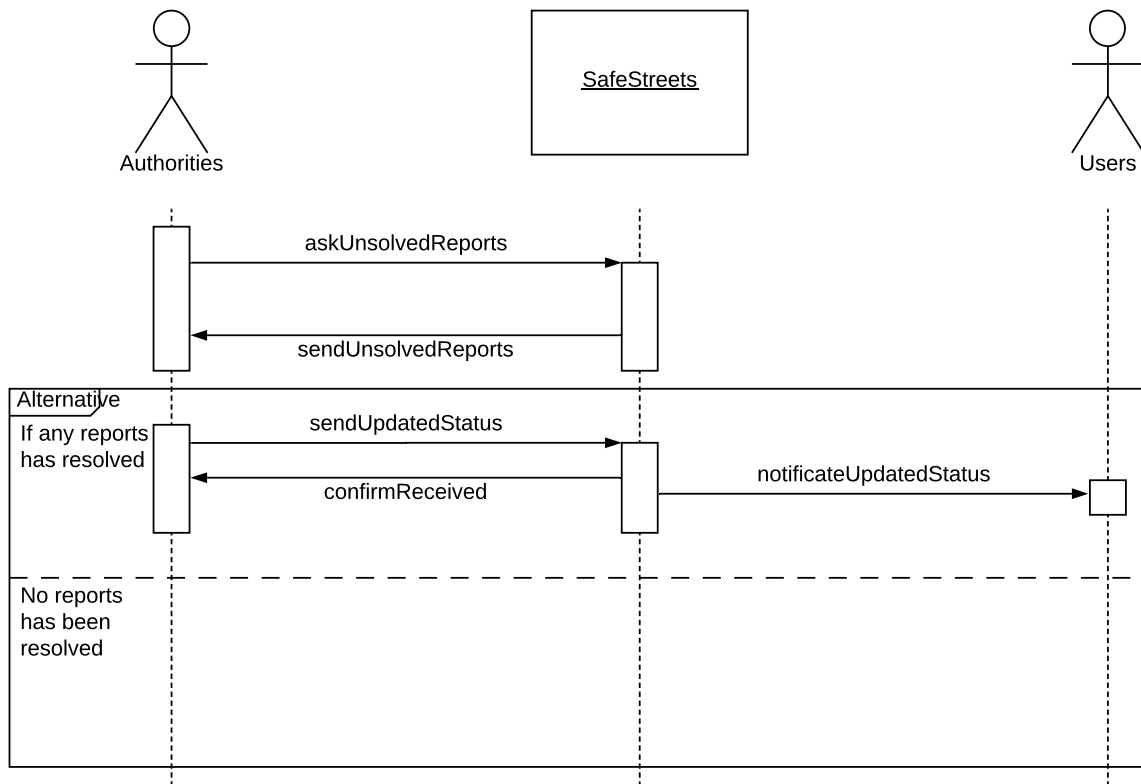 Authorities
SafeStreets
Users
askUnsolvedReports
sendUnsolvedReports
Alternative
If any reports
has resolved
sendUpdatedStatus
confirmReceived
notificateUpdatedStatus
No reports
has been
resolved